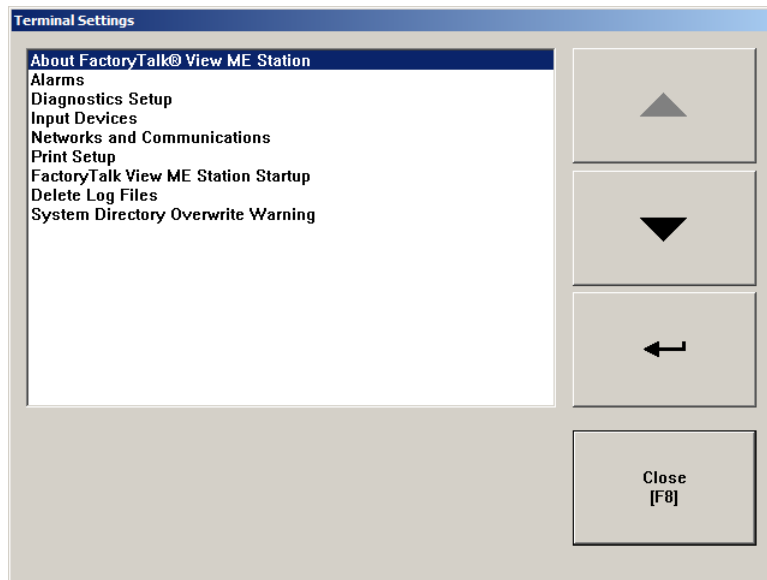 Terminal Settings
About FactoryTalk® View ME Station
Alarms
Diagnostics Setup
Input Devices
Networks and Communications
Print Setup
FactoryTalk View ME Station Startup
Delete Log Files
System Directory Overwrite Warning
Close
[F8]